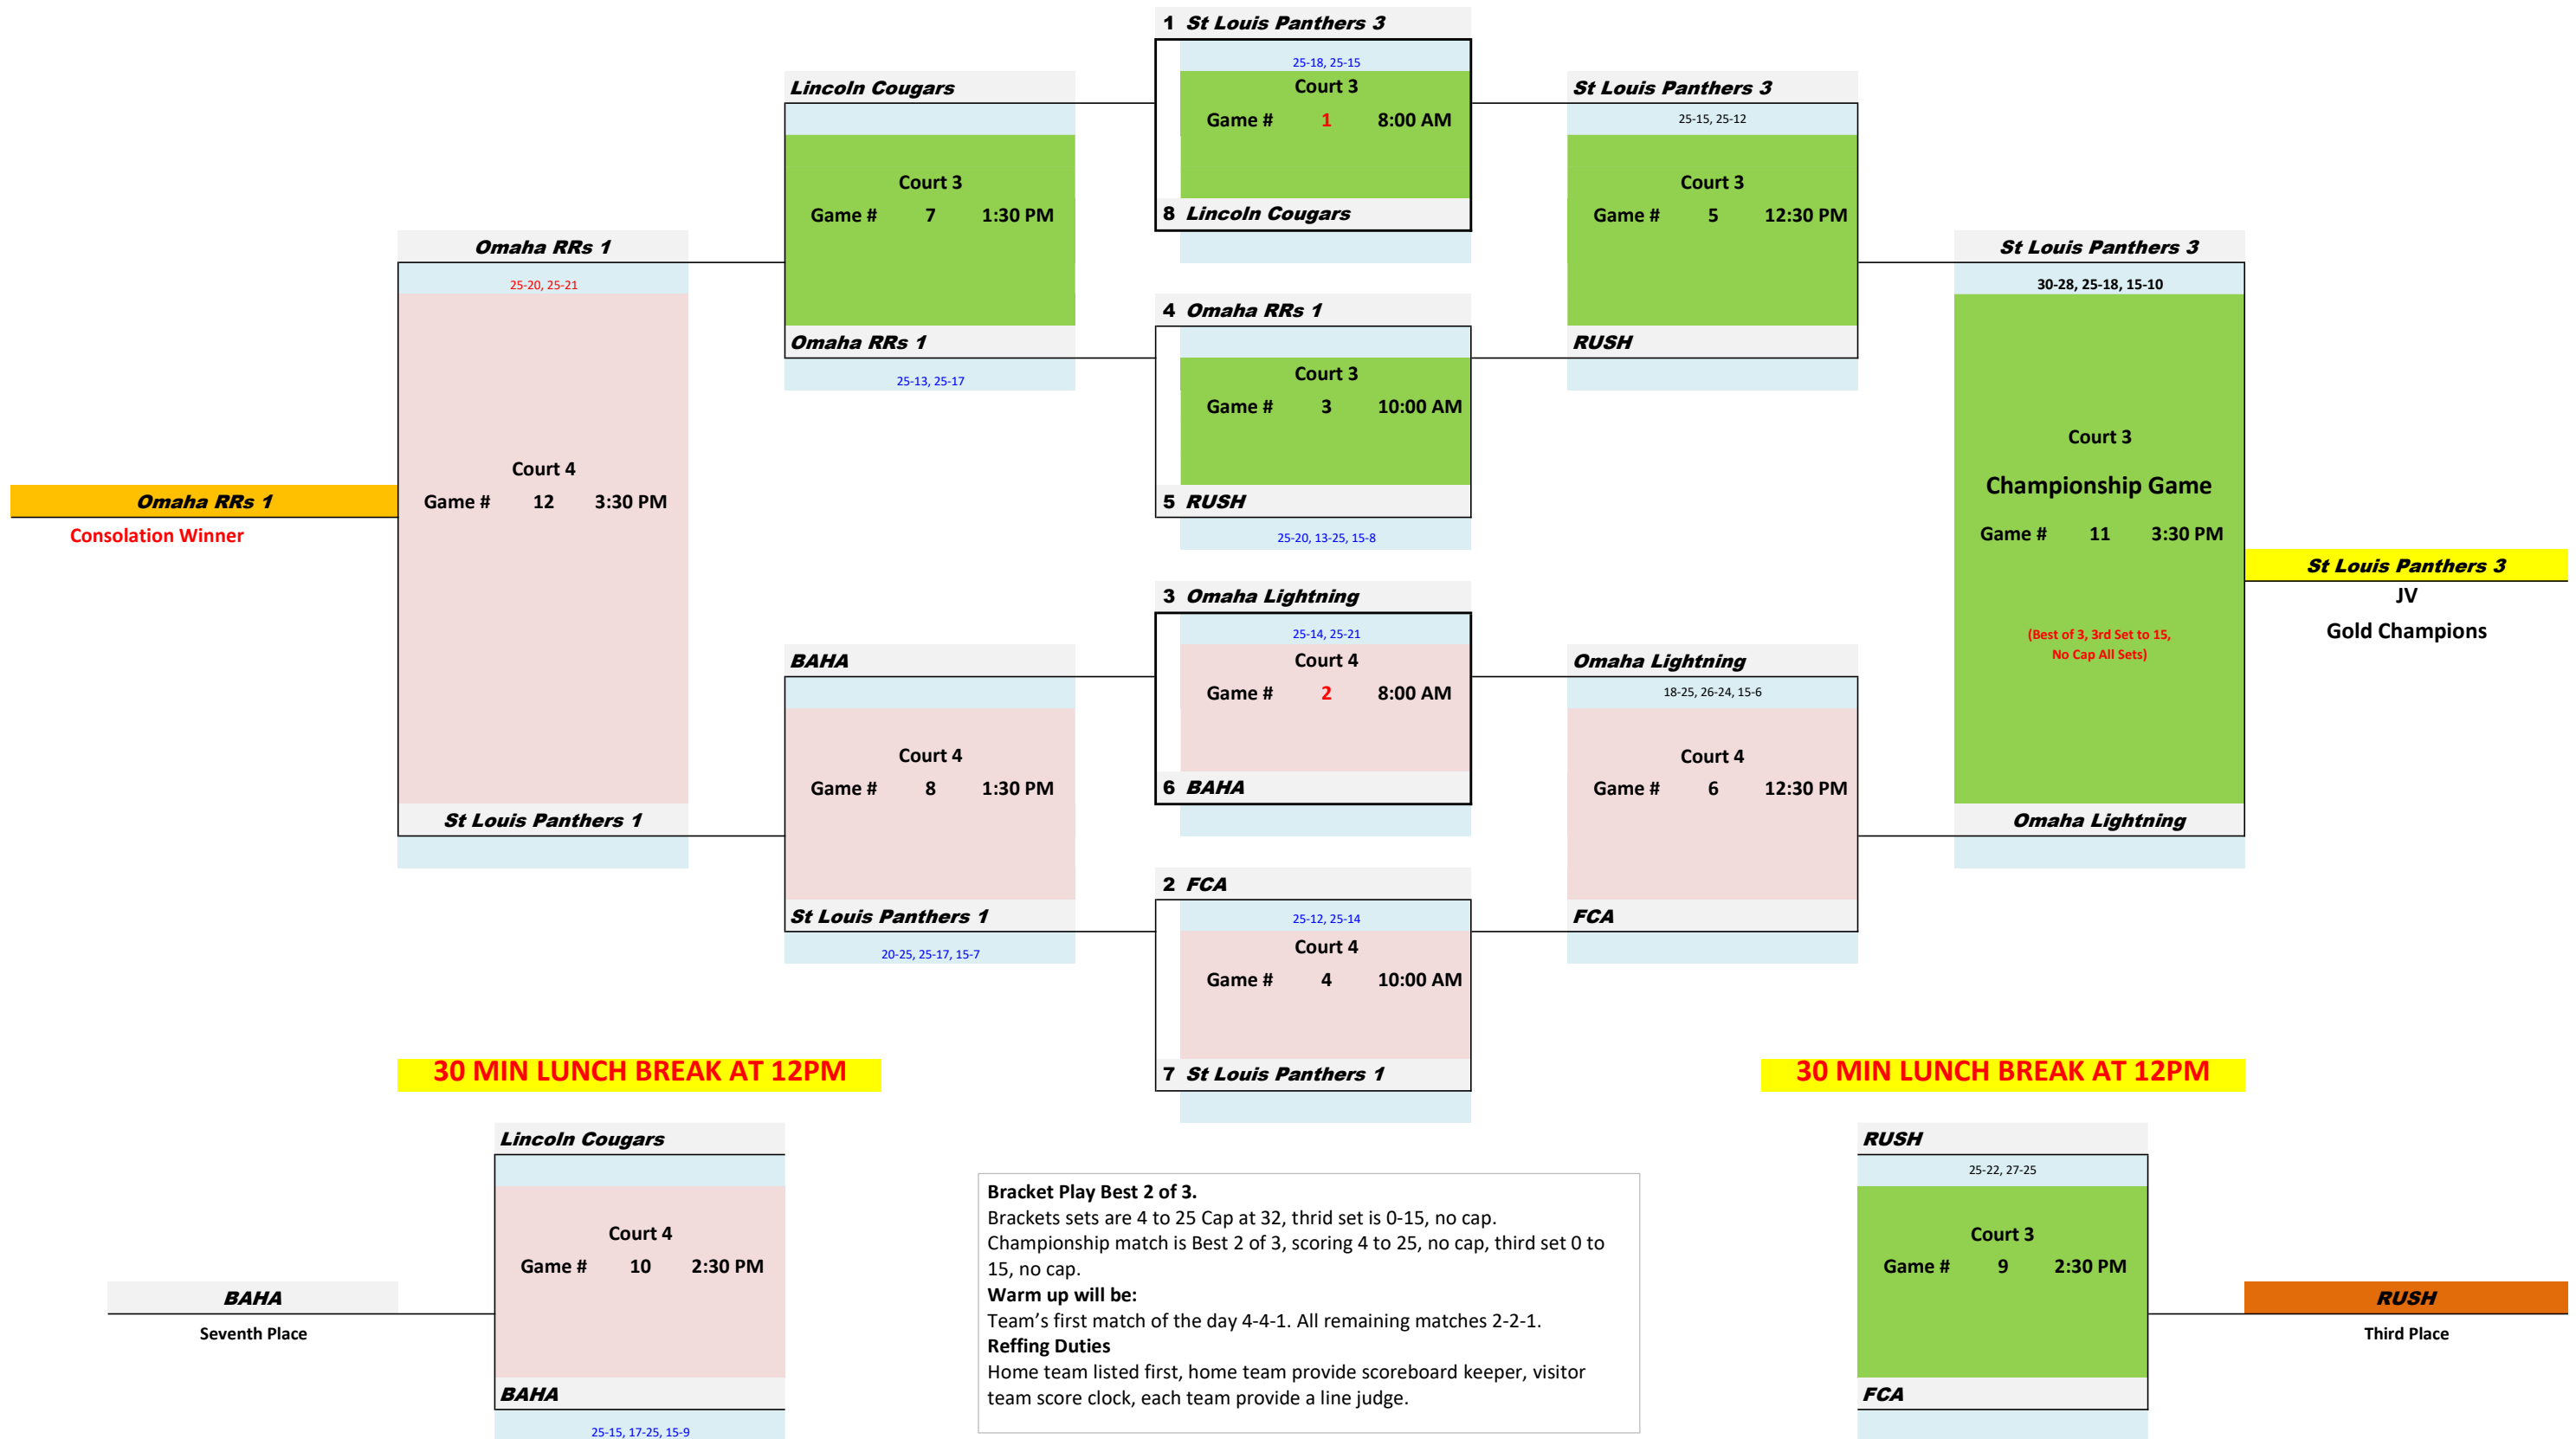 1 St Louis Panthers 3
25-18, 25-15
Court 3
Game # 1 8:00 AM
8 Lincoln Cougars
4 Omaha RRs 1
Court 3
Game # 3 10:00 AM
5 RUSH
25-20, 13-25, 15-8
3 Omaha Lightning
25-14, 25-21
Court 4
Game # 2 8:00 AM
6 BAHA
2 FCA
25-12, 25-14
Court 4
Game # 4 10:00 AM
7 St Louis Panthers 1
Lincoln Cougars
Court 3
Game # 7 1:30 PM
Omaha RRs 1
25-13, 25-17
BAHA
Court 4
Game # 8 1:30 PM
St Louis Panthers 1
20-25, 25-17, 15-7
Omaha RRs 1
25-20, 25-21
Court 4
Game # 12 3:30 PM
St Louis Panthers 1
Omaha RRs 1
Consolation Winner
St Louis Panthers 3
25-15, 25-12
Court 3
Game # 5 12:30 PM
RUSH
Omaha Lightning
18-25, 26-24, 15-6
Court 4
Game # 6 12:30 PM
FCA
St Louis Panthers 3
30-28, 25-18, 15-10
Court 3
Championship Game
Game # 11 3:30 PM
(Best of 3, 3rd Set to 15,
No Cap All Sets)
Omaha Lightning
St Louis Panthers 3
JV
Gold Champions
30 MIN LUNCH BREAK AT 12PM
30 MIN LUNCH BREAK AT 12PM
Lincoln Cougars
Court 4
Game # 10 2:30 PM
BAHA
25-15, 17-25, 15-9
BAHA
Seventh Place
Bracket Play Best 2 of 3.
Brackets sets are 4 to 25 Cap at 32, thrid set is 0-15, no cap.
Championship match is Best 2 of 3, scoring 4 to 25, no cap, third set 0 to
15, no cap.
Warm up will be:
Team’s first match of the day 4-4-1. All remaining matches 2-2-1.
Reffing Duties
Home team listed first, home team provide scoreboard keeper, visitor
team score clock, each team provide a line judge.
RUSH
25-22, 27-25
Court 3
Game # 9 2:30 PM
FCA
RUSH
Third Place